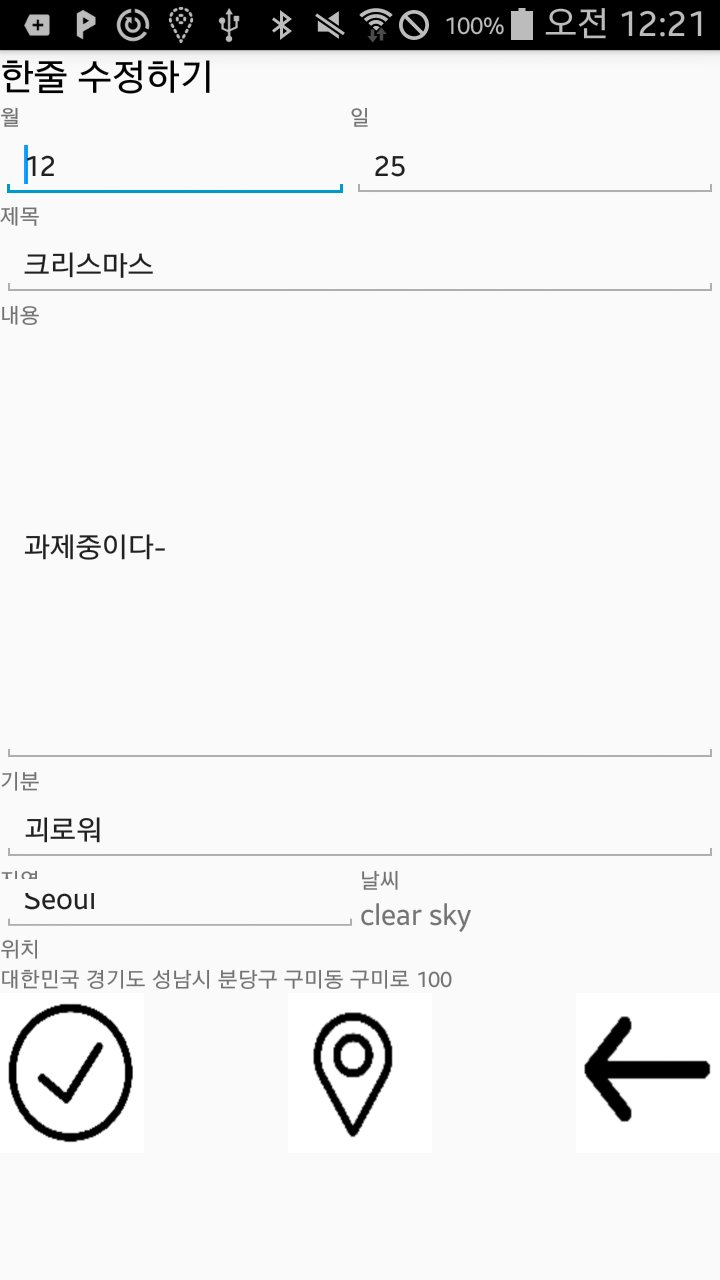 100% 오전 12:21
한줄 수정하기
월 일
12 25
제목
크리스마스
내용
과제중이다-
기분
괴로워
지역 날씨
Seoul clear sky
위치
대한민국 경기도 성남시 분당구 구미동 구미로 100